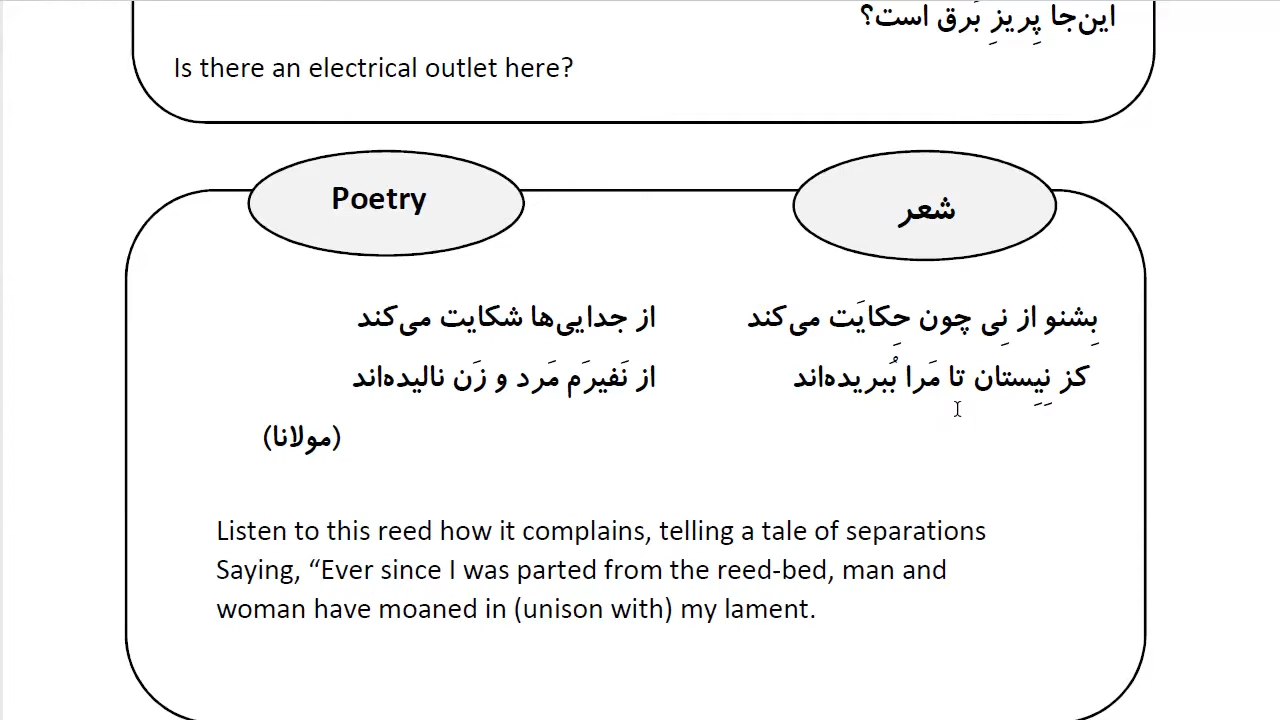 این‌جا پِریزِ بَرق است؟
Is there an electrical outlet here?
Poetry
شعر
بِشنو از نِی چون حِکایَت می‌کند از جدایی‌ها شکایت می‌کند
کز نِیِستان تا مَرا بُبریده‌اند از نَفیرَم مَرد و زَن نالیده‌اند
(مولانا)
Listen to this reed how it complains, telling a tale of separations
Saying, “Ever since I was parted from the reed-bed, man and
woman have moaned in (unison with) my lament.